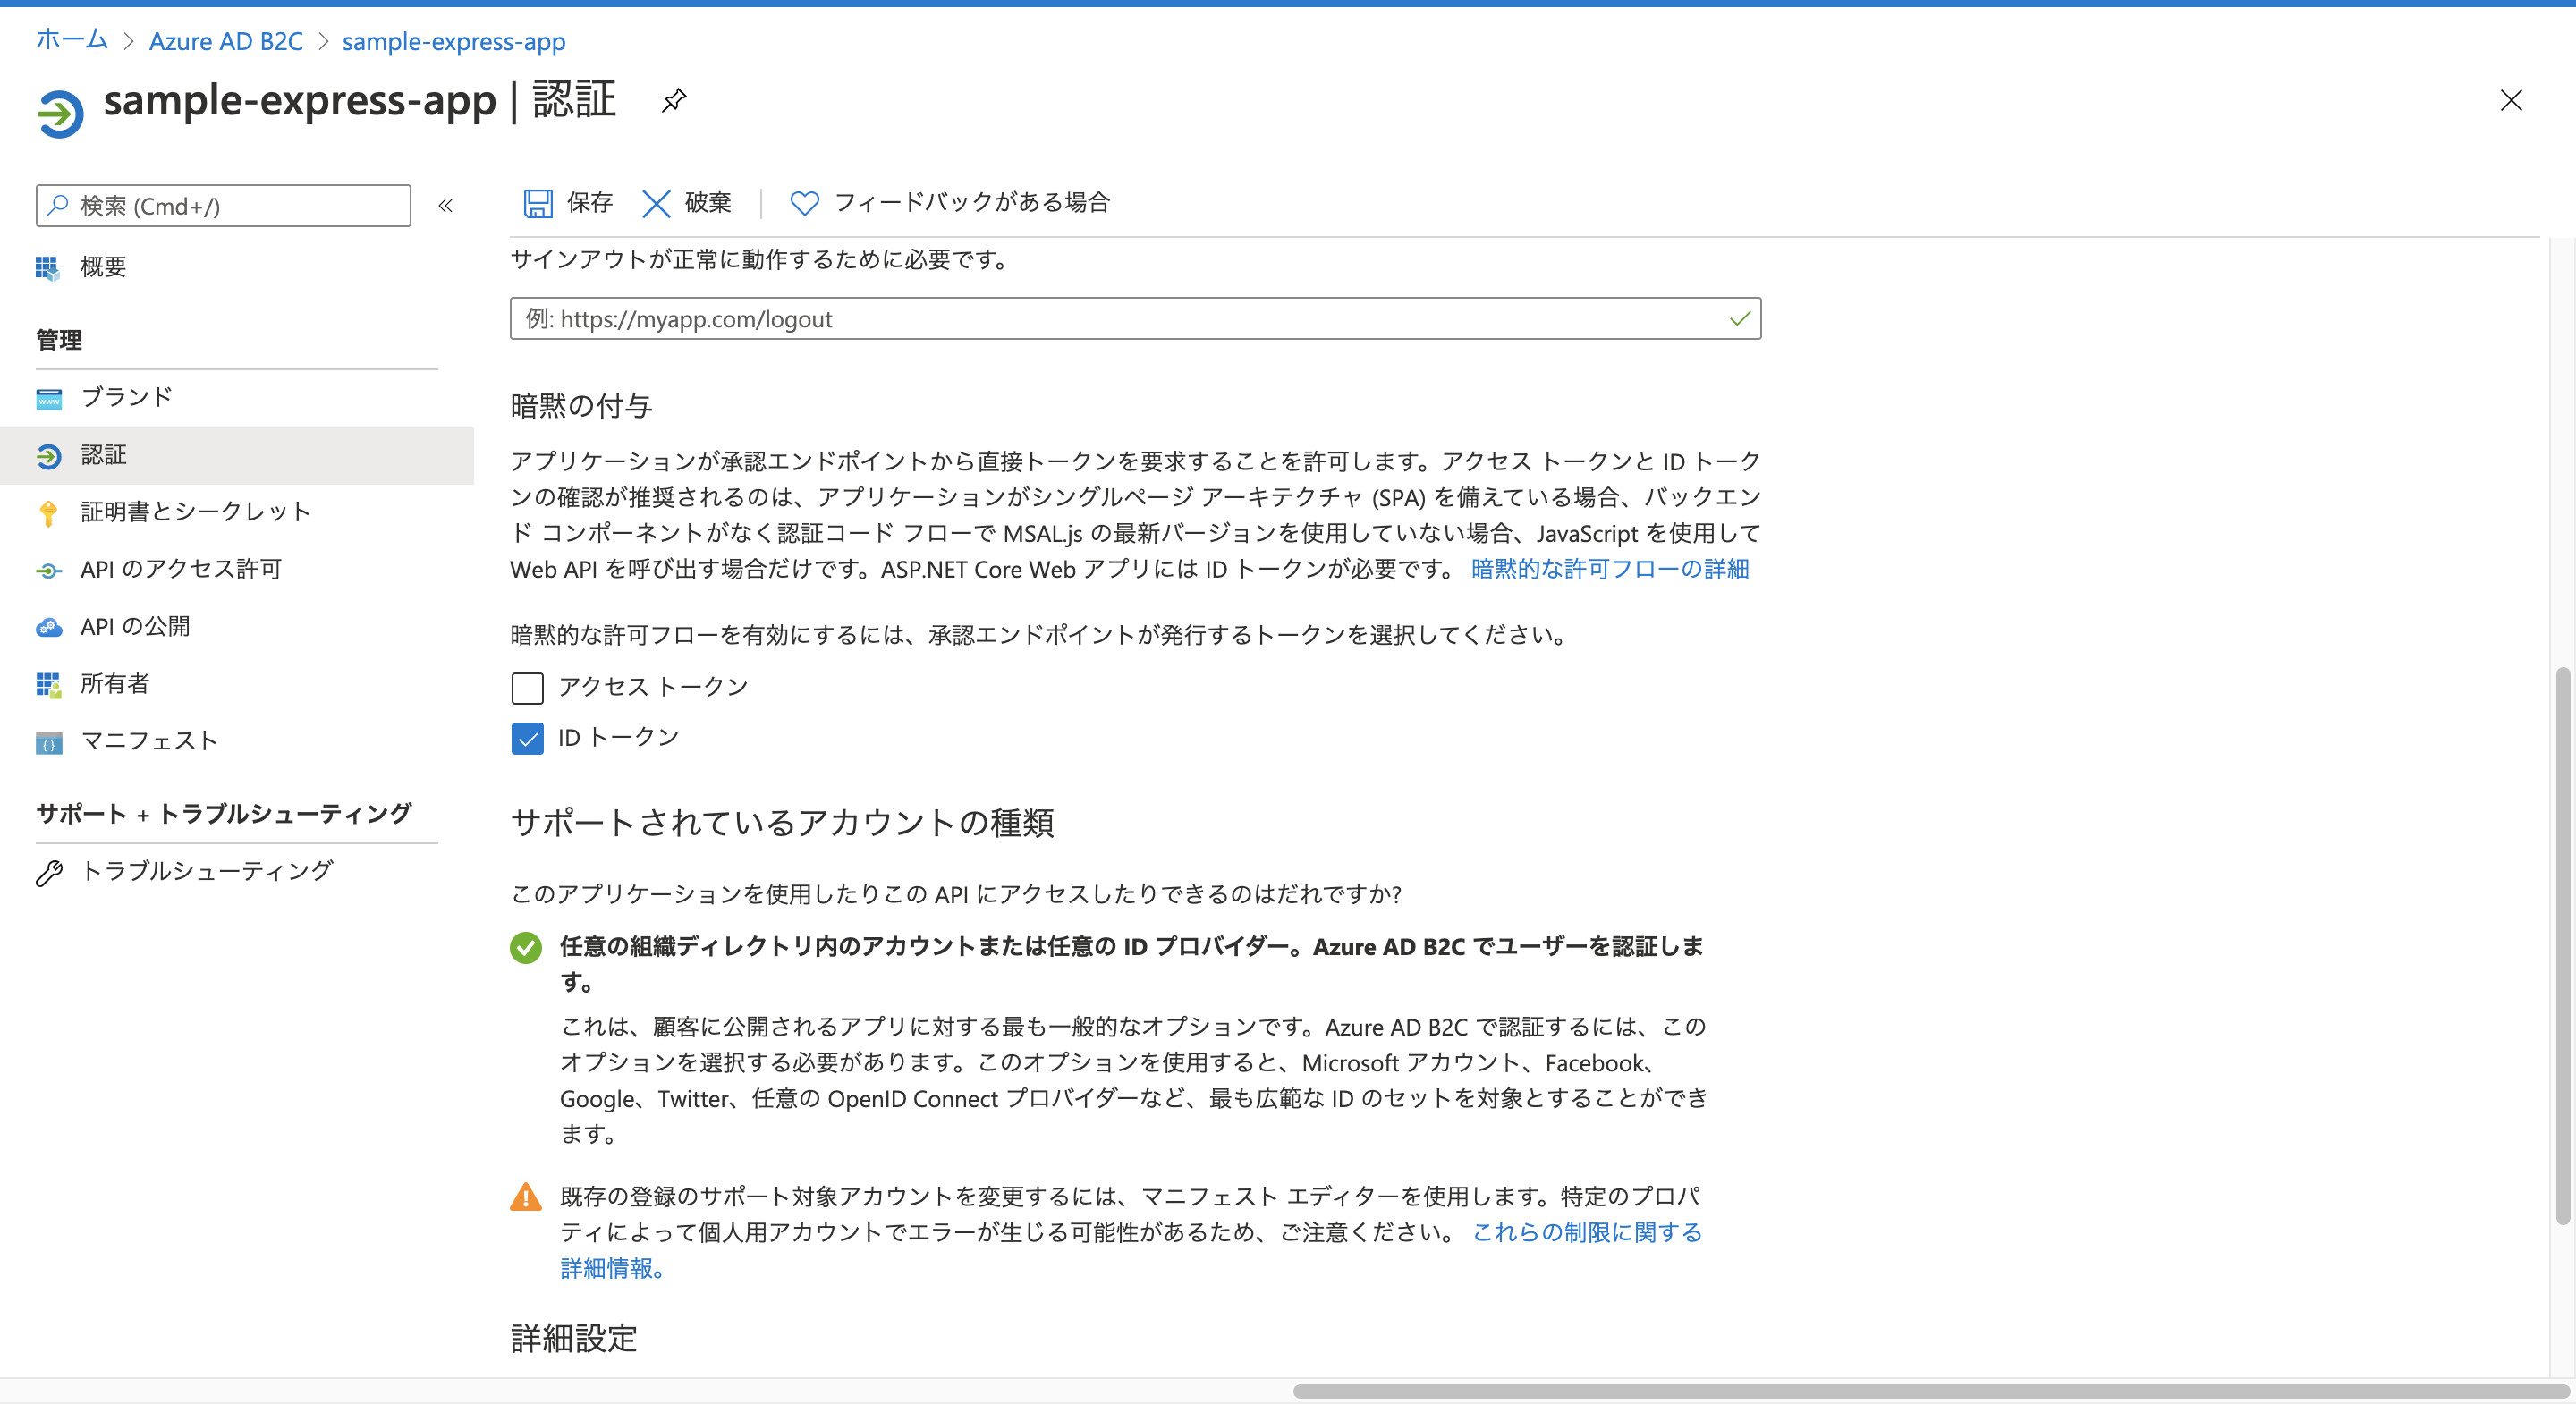 ホーム > Azure AD B2C > sample-express-app
sample-express-app | 認証
検索 (Cmd+/)
«
概要
管理
ブランド
認証
証明書とシークレット
API のアクセス許可
API の公開
所有者
マニフェスト
サポート + トラブルシューティング
トラブルシューティング
保存 破棄 | フィードバックがある場合
サインアウトが正常に動作するために必要です。
例: https://myapp.com/logout
暗黙の付与
アプリケーションが承認エンドポイントから直接トークンを要求することを許可します。アクセス トークンと ID トーク
ンの確認が推奨されるのは、アプリケーションがシングルページ アーキテクチャ (SPA) を備えている場合、バックエン
ド コンポーネントがなく認証コード フローで MSAL.js の最新バージョンを使用していない場合、JavaScript を使用して
Web API を呼び出す場合だけです。ASP.NET Core Web アプリには ID トークンが必要です。 暗黙的な許可フローの詳細
暗黙的な許可フローを有効にするには、承認エンドポイントが発行するトークンを選択してください。
アクセス トークン
ID トークン
サポートされているアカウントの種類
このアプリケーションを使用したりこの API にアクセスしたりできるのはだれですか?
任意の組織ディレクトリ内のアカウントまたは任意の ID プロバイダー。Azure AD B2C でユーザーを認証しま
す。
これは、顧客に公開されるアプリに対する最も一般的なオプションです。Azure AD B2C で認証するには、この
オプションを選択する必要があります。このオプションを使用すると、Microsoft アカウント、Facebook、
Google、Twitter、任意の OpenID Connect プロバイダーなど、最も広範な ID のセットを対象とすることができ
ます。
既存の登録のサポート対象アカウントを変更するには、マニフェスト エディターを使用します。特定のプロパ
ティによって個人用アカウントでエラーが生じる可能性があるため、ご注意ください。 これらの制限に関する
詳細情報。
詳細設定